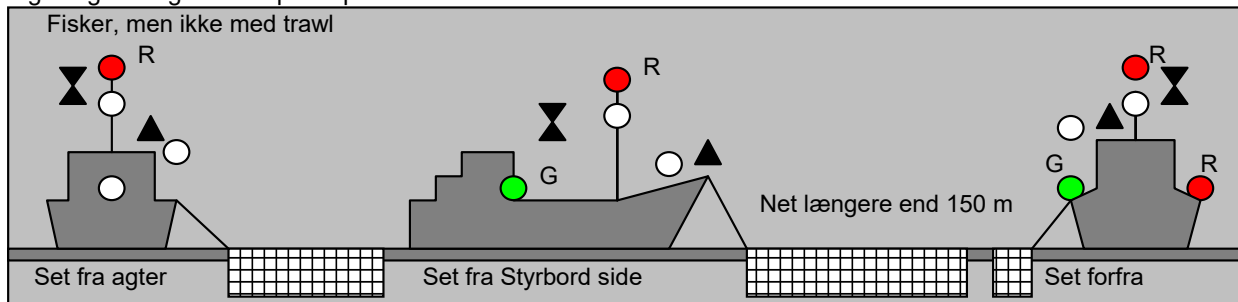 Fisker, men ikke med trawl
R
R
R
G
G
R
Net længere end 150 m
Set fra agter
Set fra Styrbord side
Set forfra